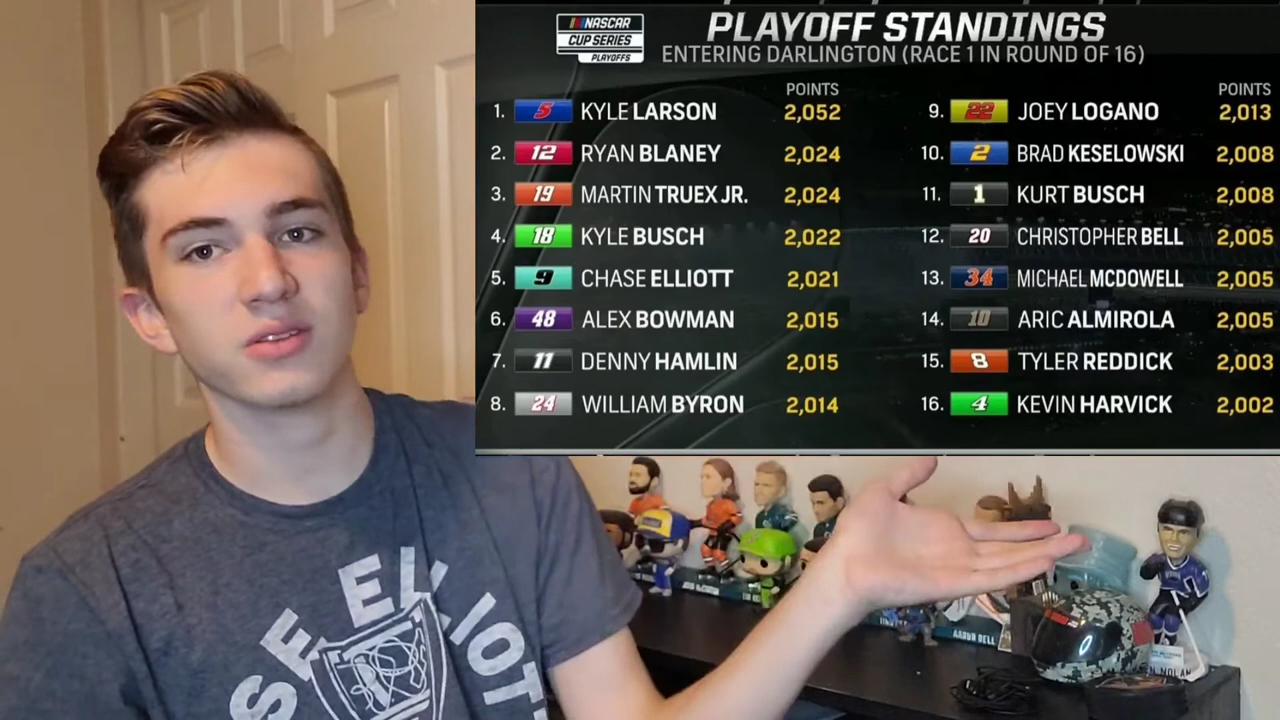 NASCAR
CUP SERIES
PLAYOFFS
PLAYOFF STANDINGS
ENTERING DARLINGTON (RACE 1 IN ROUND OF 16)
POINTS
1. 5 KYLE LARSON 2,052
2. 12 RYAN BLANEY 2,024
3. 19 MARTIN TRUEX JR. 2,024
4. 18 KYLE BUSCH 2,022
5. 9 CHASE ELLIOTT 2,021
6. 48 ALEX BOWMAN 2,015
7. 11 DENNY HAMLIN 2,015
8. 24 WILLIAM BYRON 2,014
POINTS
9. 22 JOEY LOGANO 2,013
10. 2 BRAD KESELOWSKI 2,008
11. 1 KURT BUSCH 2,008
12. 20 CHRISTOPHER BELL 2,005
13. 34 MICHAEL MCDOWELL 2,005
14. 10 ARIC ALMIROLA 2,005
15. 8 TYLER REDDICK 2,003
16. 4 KEVIN HARVICK 2,002
SE ELLIOT
NOLAN